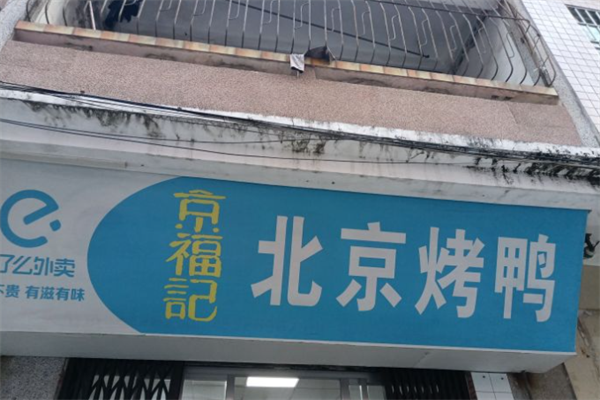 了么外卖
不贵 有滋有味
京福記
北京烤鸭